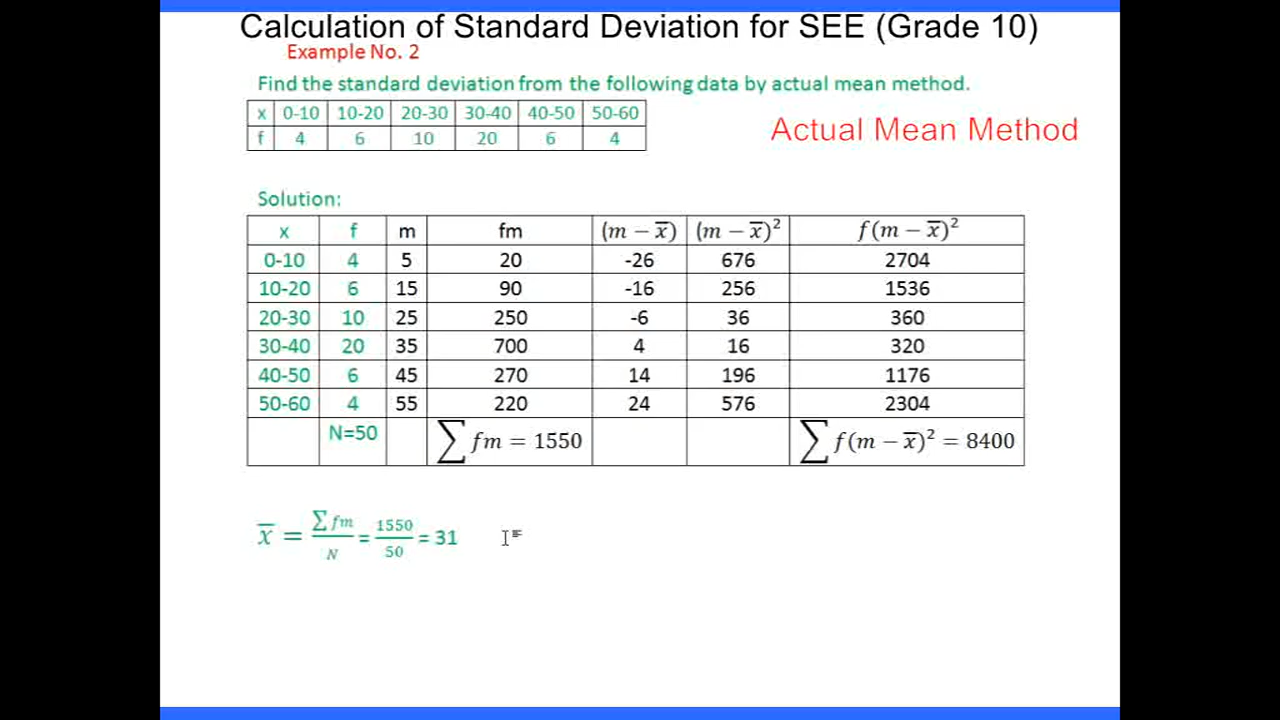 Calculation of Standard Deviation for SEE (Grade 10)
Example No. 2
Find the standard deviation from the following data by actual mean method.
x 0-10 10-20 20-30 30-40 40-50 50-60
f 4 6 10 20 6 4
Actual Mean Method
Solution:
x f m fm (m − x̅) (m − x̅)² f(m − x̅)²
0-10 4 5 20 -26 676 2704
10-20 6 15 90 -16 256 1536
20-30 10 25 250 -6 36 360
30-40 20 35 700 4 16 320
40-50 6 45 270 14 196 1176
50-60 4 55 220 24 576 2304
N=50 ∑ fm = 1550 ∑ f(m − x̅)² = 8400
x̅ = ∑ fm / N = 1550 / 50 = 31